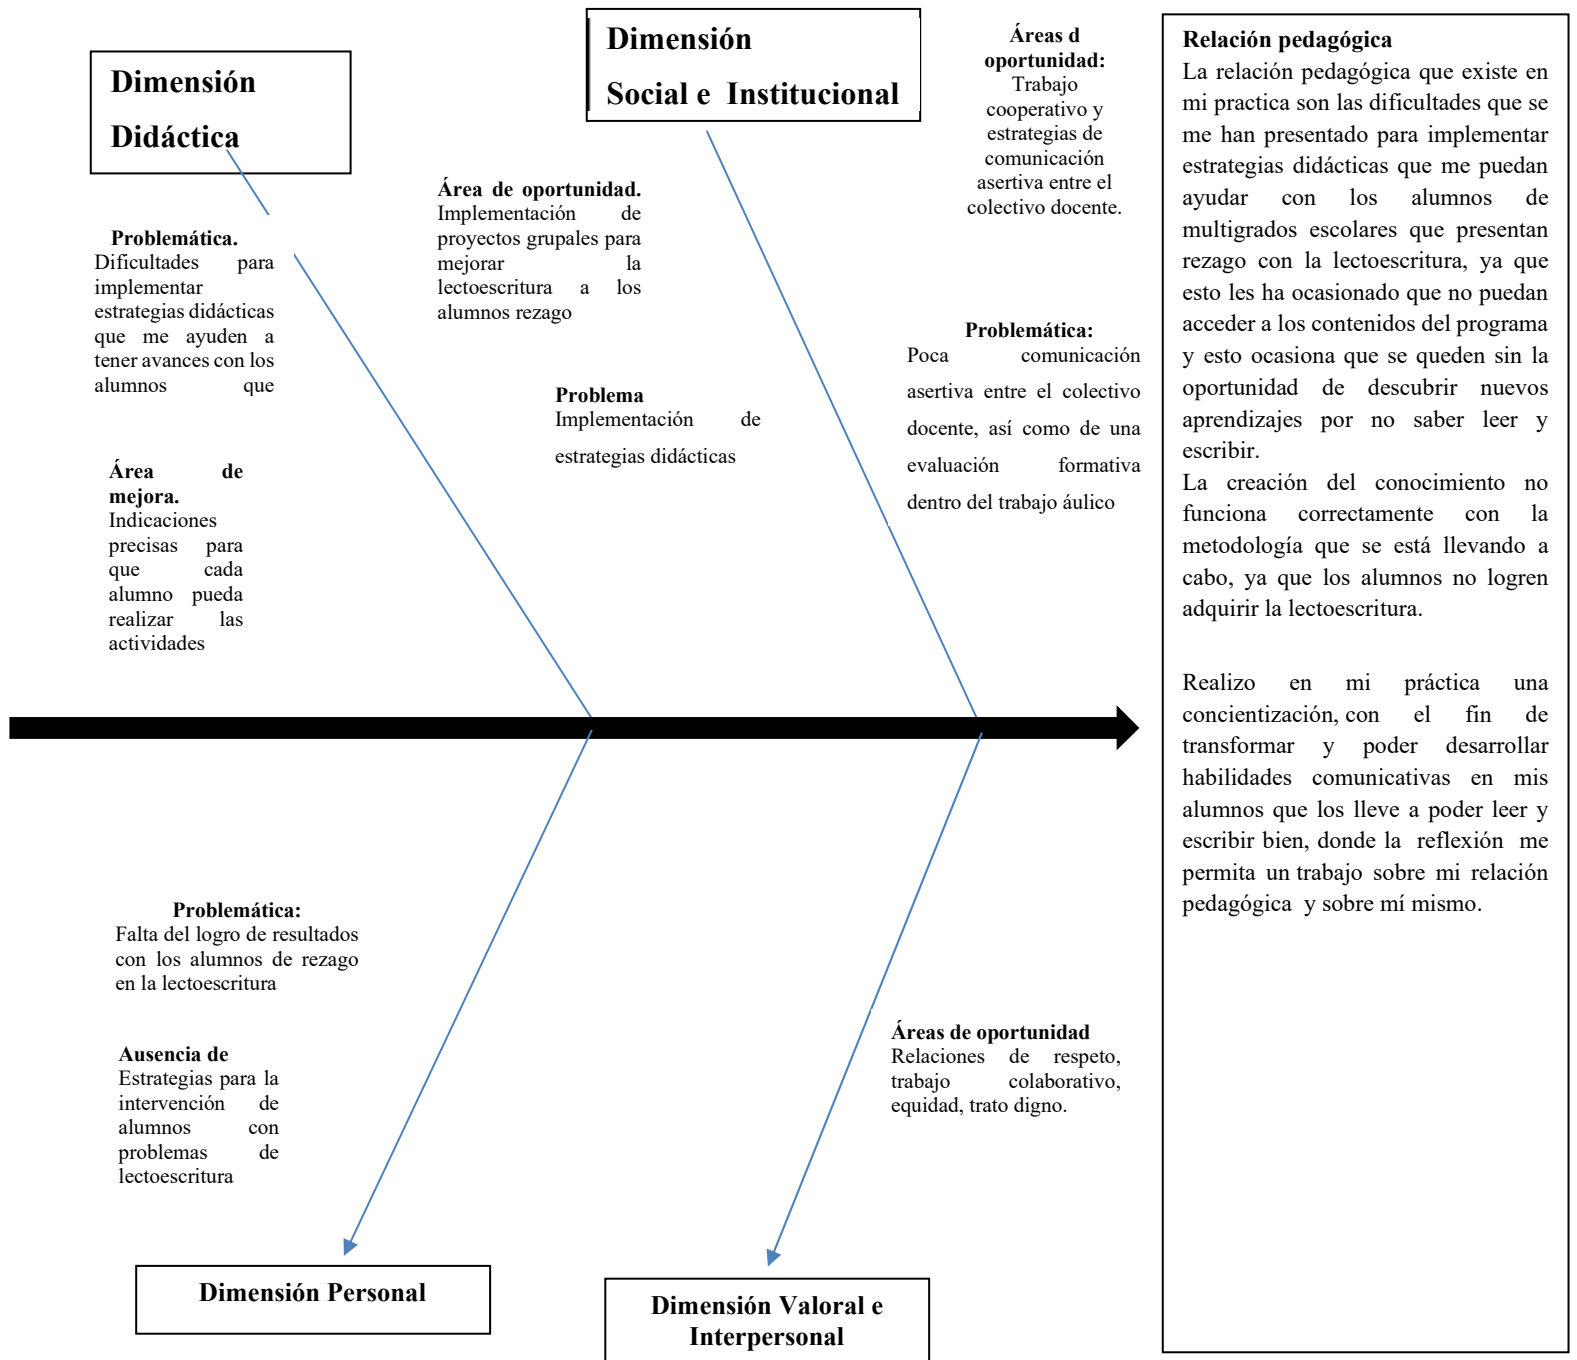 Dimensión
Didáctica
Dimensión
Social e Institucional
Áreas d
oportunidad:
Trabajo
cooperativo y
estrategias de
comunicación
asertiva entre el
colectivo docente.
Problemática.
Dificultades para
implementar
estrategias didácticas
que me ayuden a
tener avances con los
alumnos que
Área de oportunidad.
Implementación de
proyectos grupales para
mejorar la
lectoescritura a los
alumnos rezago
Problema
Implementación de
estrategias didácticas
Problemática:
Poca comunicación
asertiva entre el colectivo
docente, así como de una
evaluación formativa
dentro del trabajo áulico
Área de
mejora.
Indicaciones
precisas para
que cada
alumno pueda
realizar las
actividades
Problemática:
Falta del logro de resultados
con los alumnos de rezago
en la lectoescritura
Ausencia de
Estrategias para la
intervención de
alumnos con
problemas de
lectoescritura
Áreas de oportunidad
Relaciones de respeto,
trabajo colaborativo,
equidad, trato digno.
Dimensión Personal
Dimensión Valoral e
Interpersonal
Relación pedagógica
La relación pedagógica que existe en
mi practica son las dificultades que se
me han presentado para implementar
estrategias didácticas que me puedan
ayudar con los alumnos de
multigrados escolares que presentan
rezago con la lectoescritura, ya que
esto les ha ocasionado que no puedan
acceder a los contenidos del programa
y esto ocasiona que se queden sin la
oportunidad de descubrir nuevos
aprendizajes por no saber leer y
escribir.
La creación del conocimiento no
funciona correctamente con la
metodología que se está llevando a
cabo, ya que los alumnos no logren
adquirir la lectoescritura.
Realizo en mi práctica una
concientización, con el fin de
transformar y poder desarrollar
habilidades comunicativas en mis
alumnos que los lleve a poder leer y
escribir bien, donde la reflexión me
permita un trabajo sobre mi relación
pedagógica y sobre mí mismo.